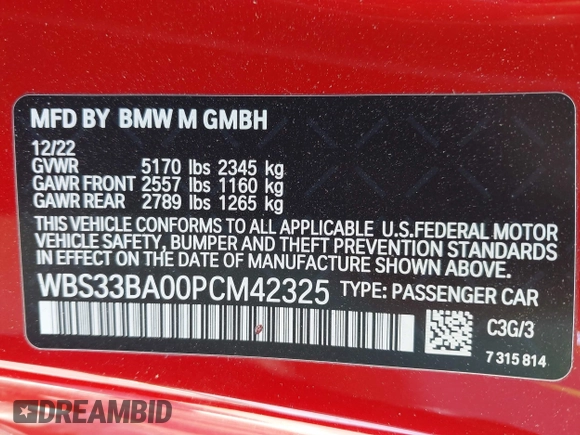 MFD BY BMW M GMBH
12/22
GVWR 5170 lbs 2345 kg
GAWR FRONT 2557 lbs 1160 kg
GAWR REAR 2789 lbs 1265 kg
THIS VEHICLE CONFORMS TO ALL APPLICABLE U.S.FEDERAL MOTOR
VEHICLE SAFETY, BUMPER AND THEFT PREVENTION STANDARDS
IN EFFECT ON THE DATE OF MANUFACTURE SHOWN ABOVE.
WBS33BA00PCM42325 TYPE: PASSENGER CAR
C3G/3
7 315 814
DREAMBID